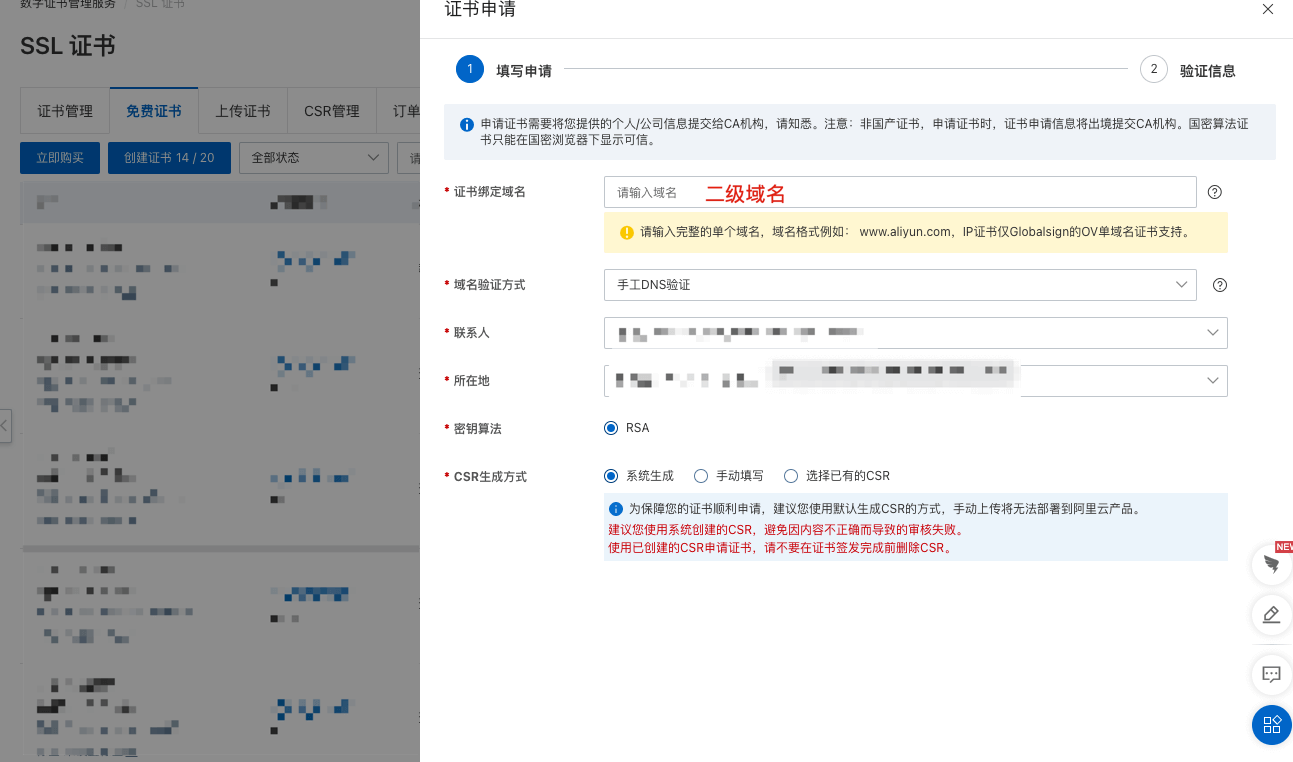 数字证书管理服务 / SSL 证书
SSL 证书
证书管理 免费证书 上传证书 CSR管理 订单
立即购买 创建证书 14 / 20 全部状态 请
证书申请
1 填写申请 2 验证信息
申请证书需要将您提供的个人/公司信息提交给CA机构，请知悉。注意：非国产证书，申请证书时，证书申请信息将出境提交CA机构。国密算法证
书只能在国密浏览器下显示可信。
* 证书绑定域名 请输入域名 二级域名
请输入完整的单个域名，域名格式例如： www.aliyun.com，IP证书仅Globalsign的OV单域名证书支持。
* 域名验证方式 手工DNS验证
* 联系人
* 所在地
* 密钥算法 RSA
* CSR生成方式 系统生成 手动填写 选择已有的CSR
为保障您的证书顺利申请，建议您使用默认生成CSR的方式，手动上传将无法部署到阿里云产品。
建议您使用系统创建的CSR，避免因内容不正确而导致的审核失败。
使用已创建的CSR申请证书，请不要在证书签发完成前删除CSR。
NEW